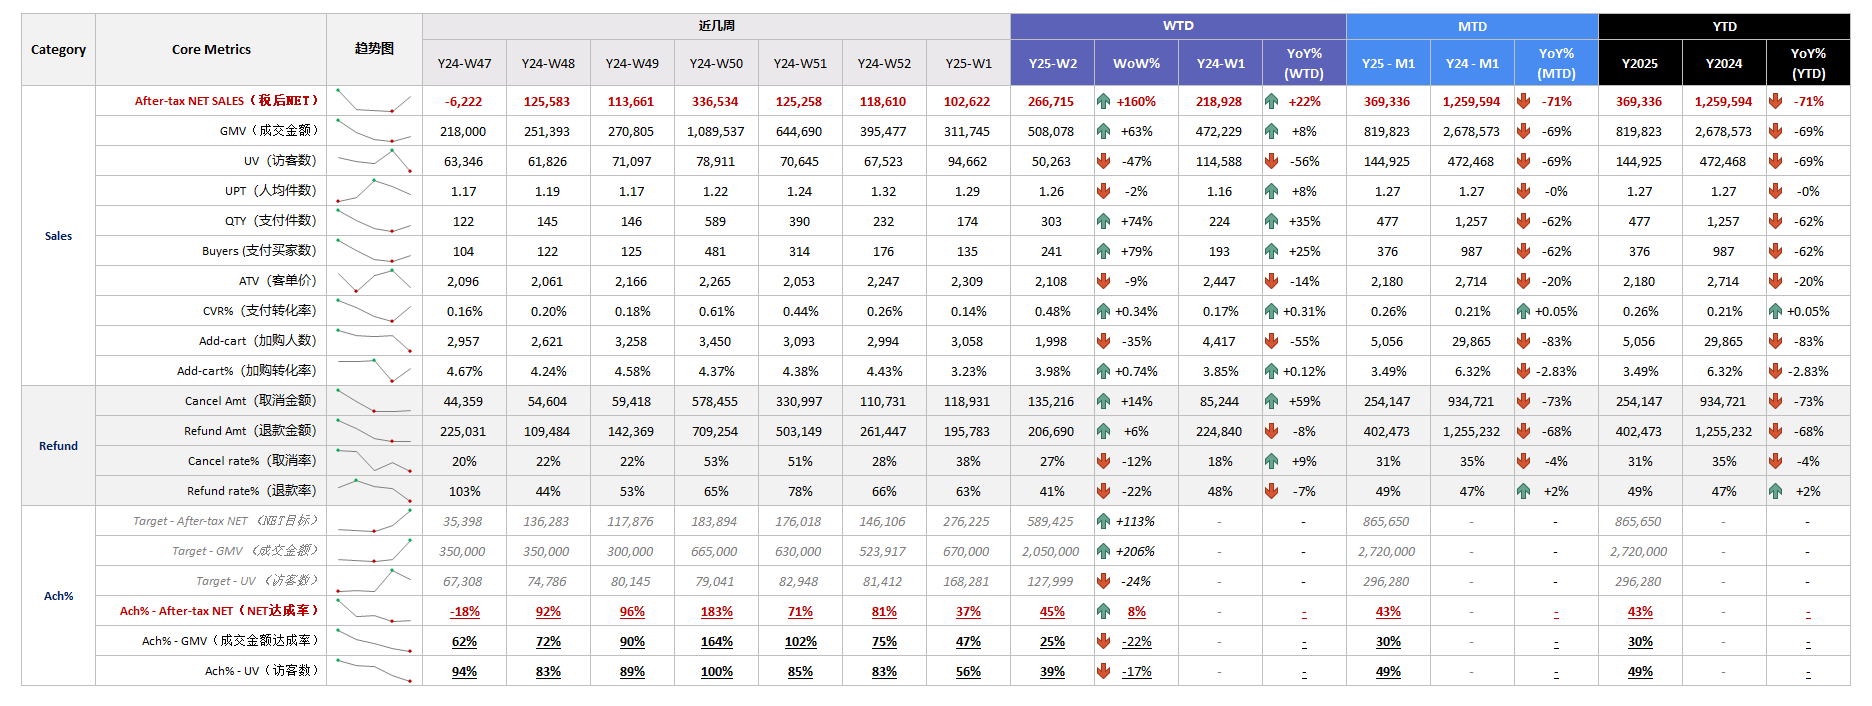 Category Core Metrics 趋势图 近几周 WTD MTD YTD
Y24-W47 Y24-W48 Y24-W49 Y24-W50 Y24-W51 Y24-W52 Y25-W1 Y25-W2 WoW% Y24-W1 YoY% (WTD) Y25 - M1 Y24 - M1 YoY% (MTD) Y2025 Y2024 YoY% (YTD)
Sales
After-tax NET SALES（税后NET） -6,222 125,583 113,661 336,534 125,258 118,610 102,622 266,715 +160% 218,928 +22% 369,336 1,259,594 -71% 369,336 1,259,594 -71%
GMV（成交金额） 218,000 251,393 270,805 1,089,537 644,690 395,477 311,745 508,078 +63% 472,229 +8% 819,823 2,678,573 -69% 819,823 2,678,573 -69%
UV（访客数） 63,346 61,826 71,097 78,911 70,645 67,523 94,662 50,263 -47% 114,588 -56% 144,925 472,468 -69% 144,925 472,468 -69%
UPT（人均件数） 1.17 1.19 1.17 1.22 1.24 1.32 1.29 1.26 -2% 1.16 +8% 1.27 1.27 -0% 1.27 1.27 -0%
QTY（支付件数） 122 145 146 589 390 232 174 303 +74% 224 +35% 477 1,257 -62% 477 1,257 -62%
Buyers (支付买家数) 104 122 125 481 314 176 135 241 +79% 193 +25% 376 987 -62% 376 987 -62%
ATV（客单价） 2,096 2,061 2,166 2,265 2,053 2,247 2,309 2,108 -9% 2,447 -14% 2,180 2,714 -20% 2,180 2,714 -20%
CVR%（支付转化率） 0.16% 0.20% 0.18% 0.61% 0.44% 0.26% 0.14% 0.48% +0.34% 0.17% +0.31% 0.26% 0.21% +0.05% 0.26% 0.21% +0.05%
Add-cart（加购人数） 2,957 2,621 3,258 3,450 3,093 2,994 3,058 1,998 -35% 4,417 -55% 5,056 29,865 -83% 5,056 29,865 -83%
Add-cart%（加购转化率） 4.67% 4.24% 4.58% 4.37% 4.38% 4.43% 3.23% 3.98% +0.74% 3.85% +0.12% 3.49% 6.32% -2.83% 3.49% 6.32% -2.83%
Refund
Cancel Amt（取消金额） 44,359 54,604 59,418 578,455 330,997 110,731 118,931 135,216 +14% 85,244 +59% 254,147 934,721 -73% 254,147 934,721 -73%
Refund Amt（退款金额） 225,031 109,484 142,369 709,254 503,149 261,447 195,783 206,690 +6% 224,840 -8% 402,473 1,255,232 -68% 402,473 1,255,232 -68%
Cancel rate%（取消率） 20% 22% 22% 53% 51% 28% 38% 27% -12% 18% +9% 31% 35% -4% 31% 35% -4%
Refund rate%（退款率） 103% 44% 53% 65% 78% 66% 63% 41% -22% 48% -7% 49% 47% +2% 49% 47% +2%
Ach%
Target - After-tax NET （NET目标） 35,398 136,283 117,876 183,894 176,018 146,106 276,225 589,425 +113% - - 865,650 - - 865,650 - -
Target - GMV （成交金额） 350,000 350,000 300,000 665,000 630,000 523,917 670,000 2,050,000 +206% - - 2,720,000 - - 2,720,000 - -
Target - UV （访客数） 67,308 74,786 80,145 79,041 82,948 81,412 168,281 127,999 -24% - - 296,280 - - 296,280 - -
Ach% - After-tax NET（NET达成率） -18% 92% 96% 183% 71% 81% 37% 45% 8% - - 43% - - 43% - -
Ach% - GMV（成交金额达成率） 62% 72% 90% 164% 102% 75% 47% 25% -22% - - 30% - - 30% - -
Ach% - UV（访客数） 94% 83% 89% 100% 85% 83% 56% 39% -17% - - 49% - - 49% - -